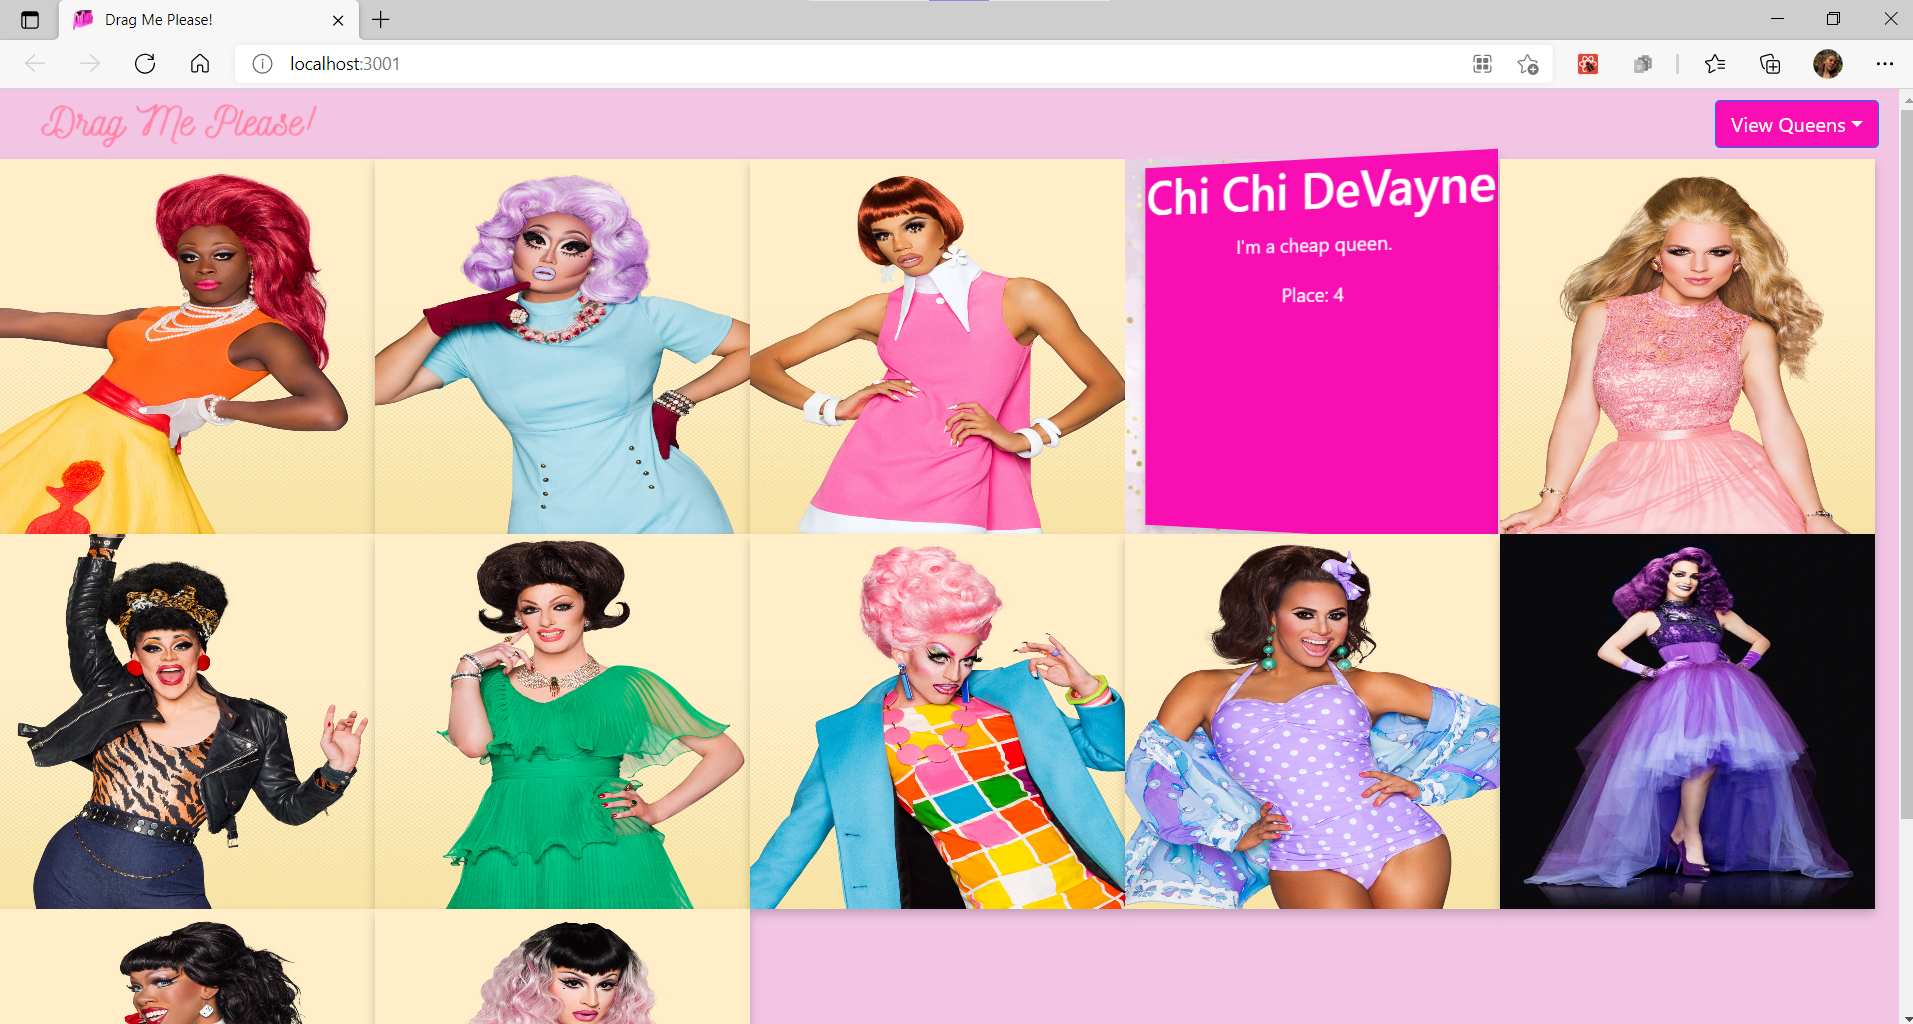 Drag Me Please!
localhost:3001
Drag Me Please!
View Queens
Chi Chi DeVayne
I'm a cheap queen.
Place: 4